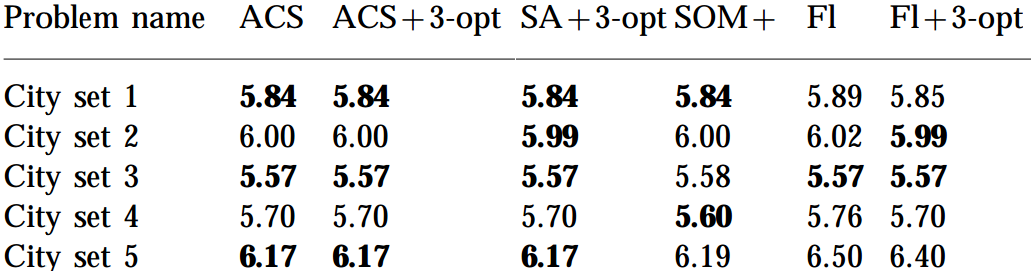 Problem name ACS ACS+3-opt SA+3-opt SOM+ FI FI+3-opt
City set 1 5.84 5.84 5.84 5.84 5.89 5.85
City set 2 6.00 6.00 5.99 6.00 6.02 5.99
City set 3 5.57 5.57 5.57 5.58 5.57 5.57
City set 4 5.70 5.70 5.70 5.60 5.76 5.70
City set 5 6.17 6.17 6.17 6.19 6.50 6.40